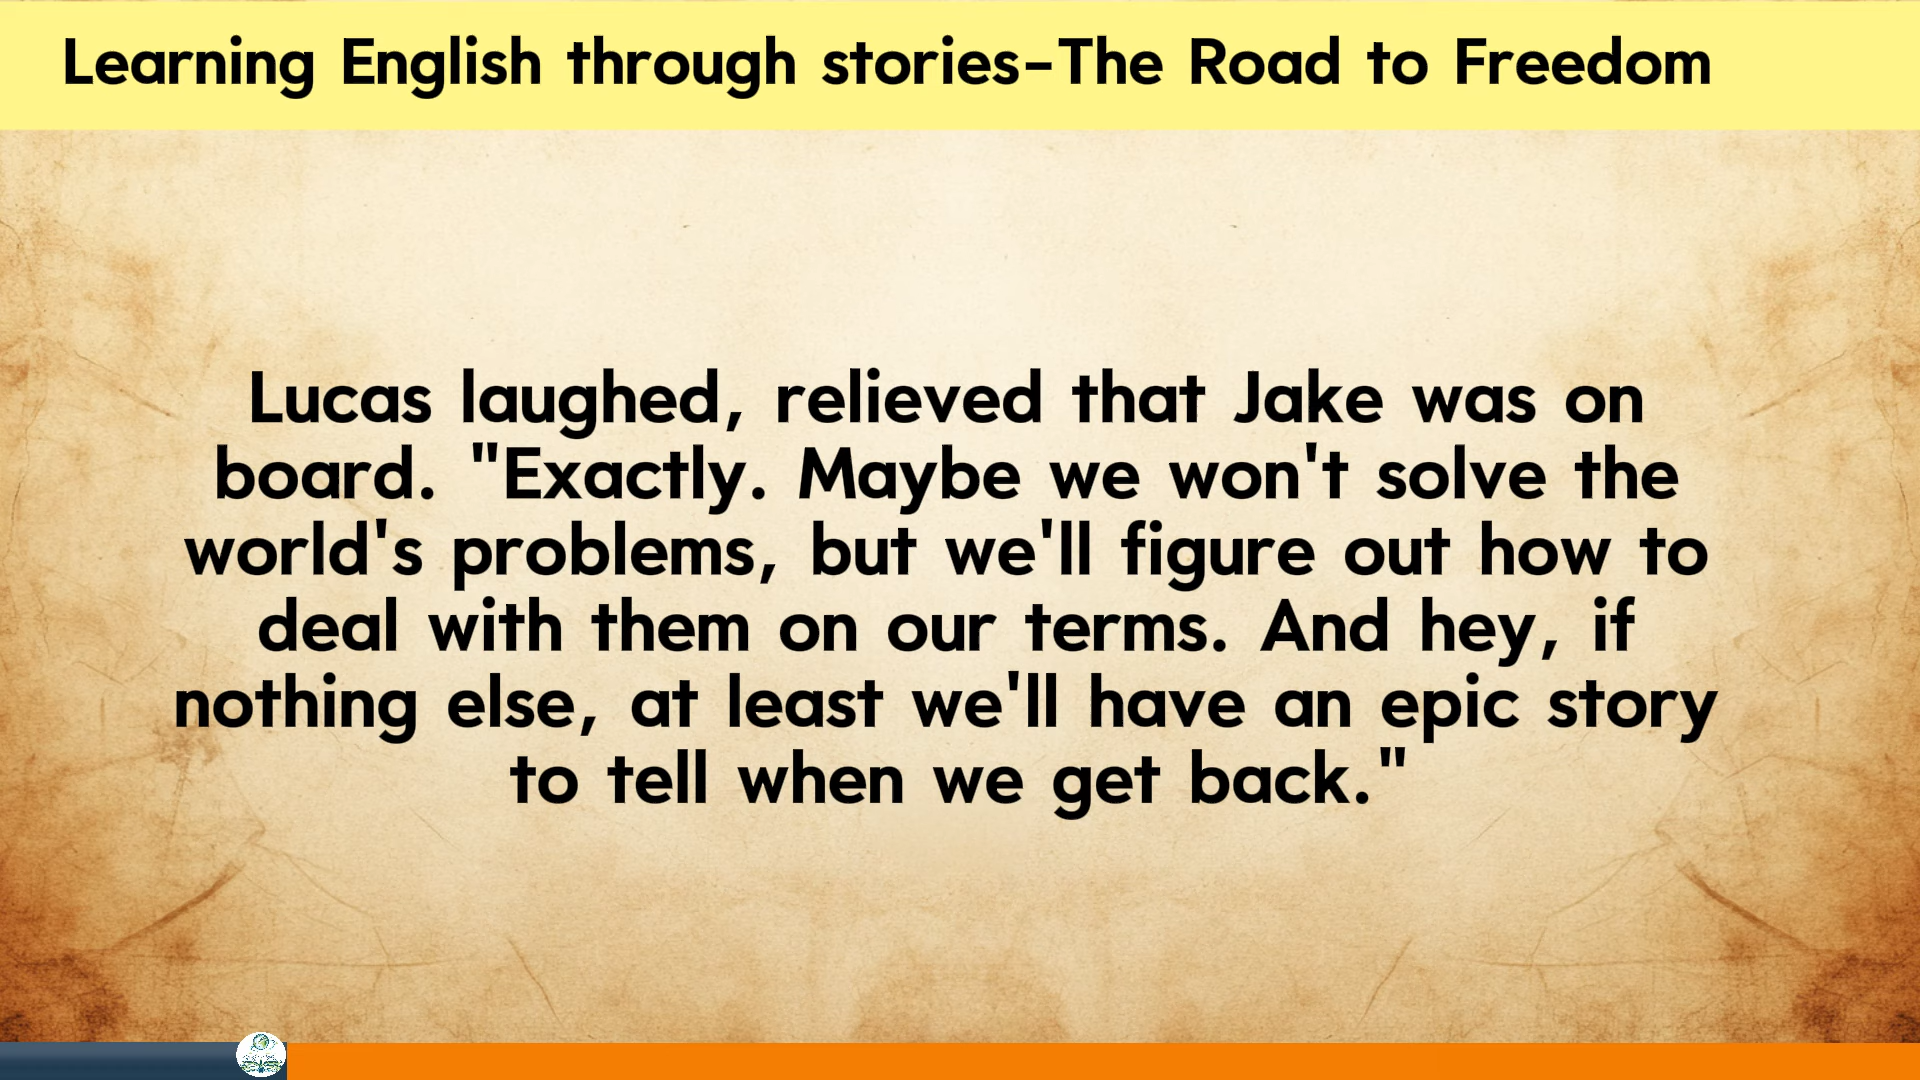 Learning English through stories-The Road to Freedom
Lucas laughed, relieved that Jake was on
board. "Exactly. Maybe we won't solve the
world's problems, but we'll figure out how to
deal with them on our terms. And hey, if
nothing else, at least we'll have an epic story
to tell when we get back."